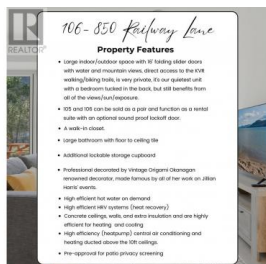 REALTOR®
106-850 Railway Lane
Property Features
• Large indoor/outdoor space with 16' folding slider doors
with water and mountain views, direct access to the KVR
walking/biking trails, is very private, it's our quietest unit
with a bedroom tucked in the back, but still benefits from
all of the views/sun/exposure.
• 105 and 106 can be sold as a pair and function as a rental
suite with an optional sound proof lockoff door.
• A walk-in closet.
• Large bathroom with floor to ceiling tile
• Additional lockable storage cupboard
• Professional decorated by Vintage Origami Okanagan
renowned decorator, made famous by all of her work on Jillian
Harris' events.
• High efficient hot water on demand
• High efficient HRV systems (heat recovery)
• Concrete ceilings, walls, and extra insulation and are highly
efficient for heating and cooling
• High efficiency (heatpump) central air conditioning and
heating ducted above the 10ft ceilings.
• Pre-approval for patio privacy screening